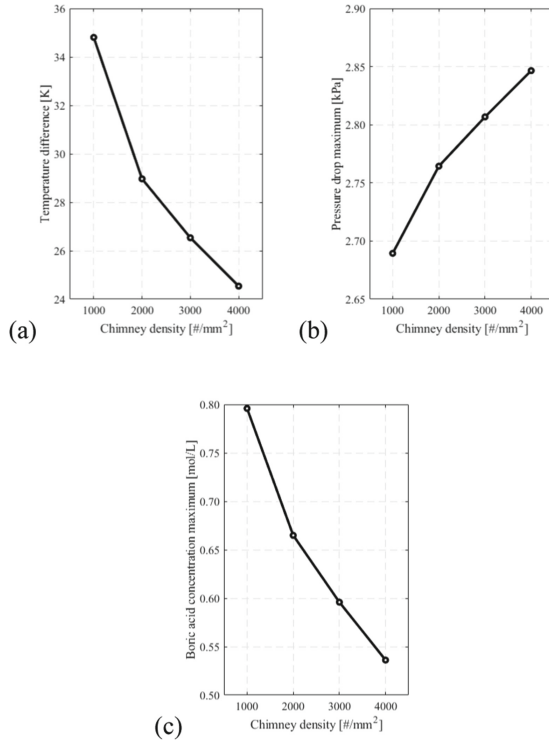 36
34
32
30
28
26
24
Temperature difference [K]
1000 2000 3000 4000
Chimney density [#/mm²]
(a)
2.90
2.85
2.80
2.75
2.70
2.65
Pressure drop maximum [kPa]
1000 2000 3000 4000
Chimney density [#/mm²]
(b)
0.80
0.75
0.70
0.65
0.60
0.55
0.50
Boric acid concentration maximum [mol/L]
1000 2000 3000 4000
Chimney density [#/mm²]
(c)